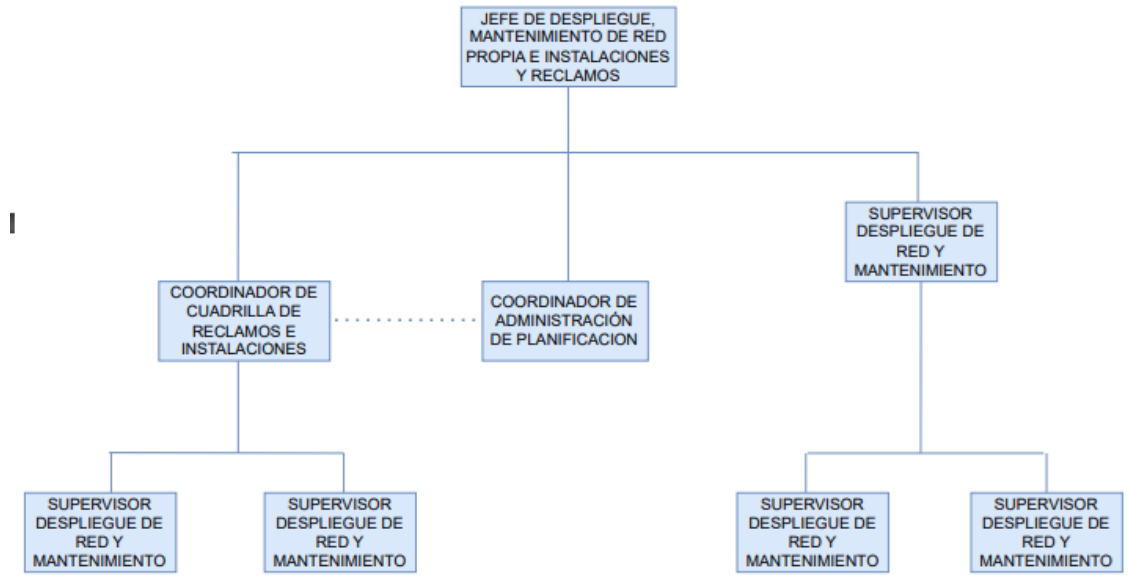 JEFE DE DESPLIEGUE,
MANTENIMIENTO DE RED
PROPIA E INSTALACIONES
Y RECLAMOS
SUPERVISOR
DESPLIEGUE DE
RED Y
MANTENIMIENTO
COORDINADOR DE
CUADRILLA DE
RECLAMOS E
INSTALACIONES
COORDINADOR DE
ADMINISTRACIÓN
DE PLANIFICACION
SUPERVISOR
DESPLIEGUE DE
RED Y
MANTENIMIENTO
SUPERVISOR
DESPLIEGUE DE
RED Y
MANTENIMIENTO
SUPERVISOR
DESPLIEGUE DE
RED Y
MANTENIMIENTO
SUPERVISOR
DESPLIEGUE DE
RED Y
MANTENIMIENTO